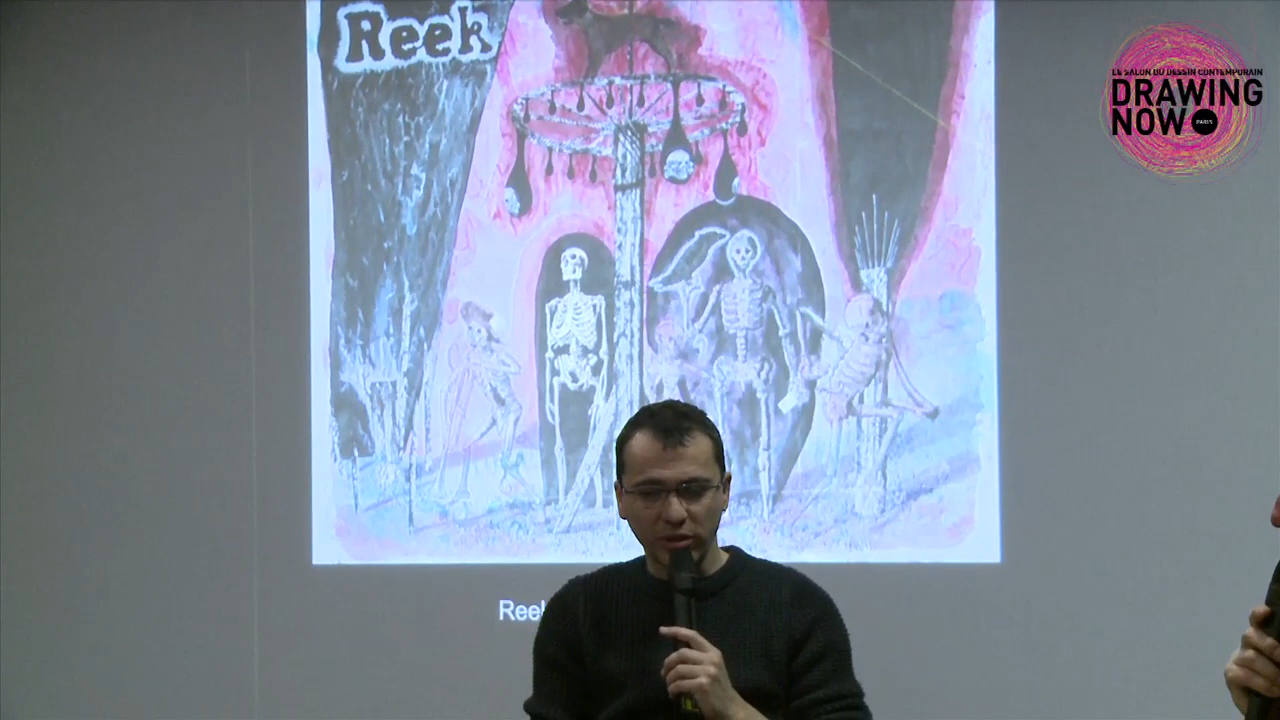 Reek
LE SALON DU DESSIN CONTEMPORAIN
DRAWING
NOW PARIS
Reek